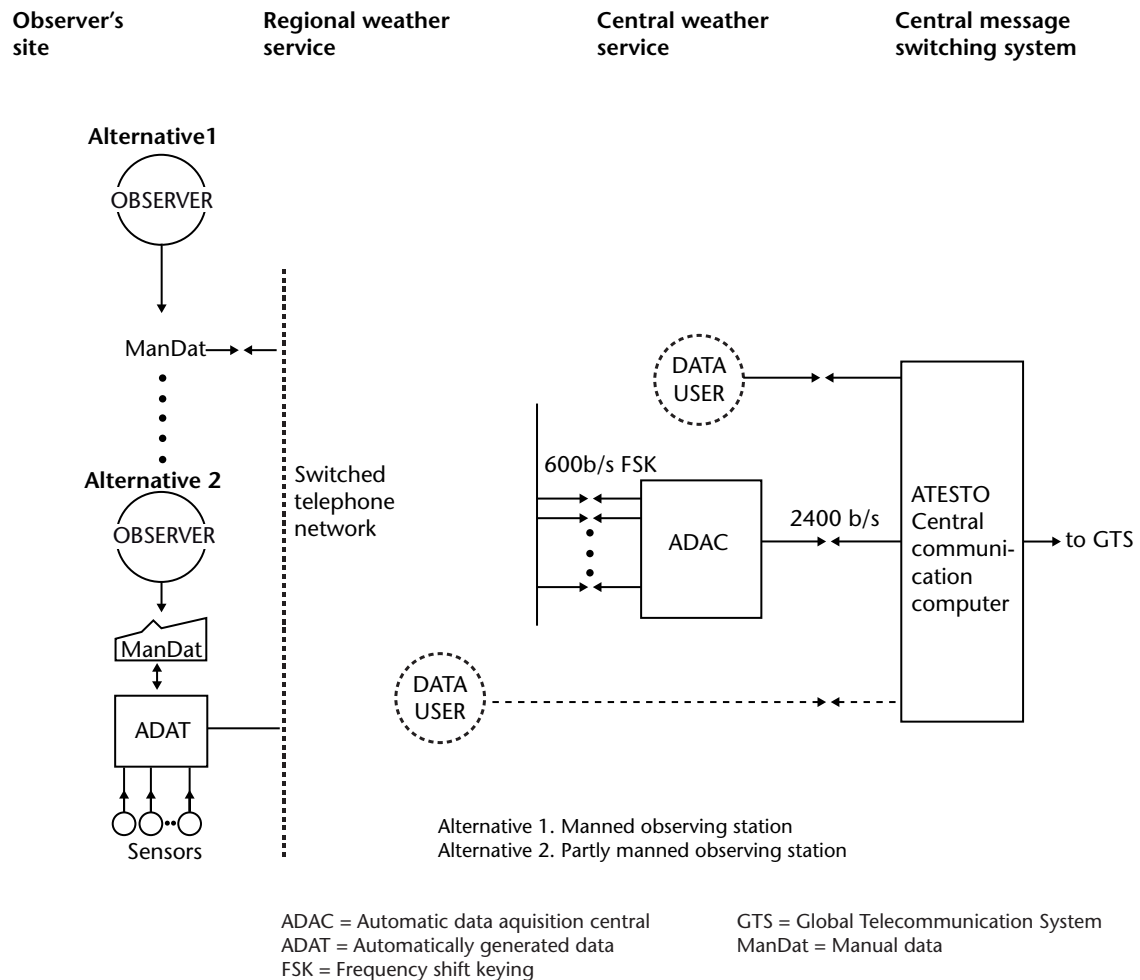 Observer's
site
Regional weather
service
Central weather
service
Central message
switching system
Alternative1
OBSERVER
ManDat
Alternative 2
OBSERVER
ManDat
ADAT
Sensors
Switched
telephone
network
600b/s FSK
ADAC
DATA
USER
2400 b/s
ATESTO
Central
communi-
cation
computer
to GTS
DATA
USER
Alternative 1. Manned observing station
Alternative 2. Partly manned observing station
ADAC = Automatic data aquisition central
ADAT = Automatically generated data
FSK = Frequency shift keying
GTS = Global Telecommunication System
ManDat = Manual data